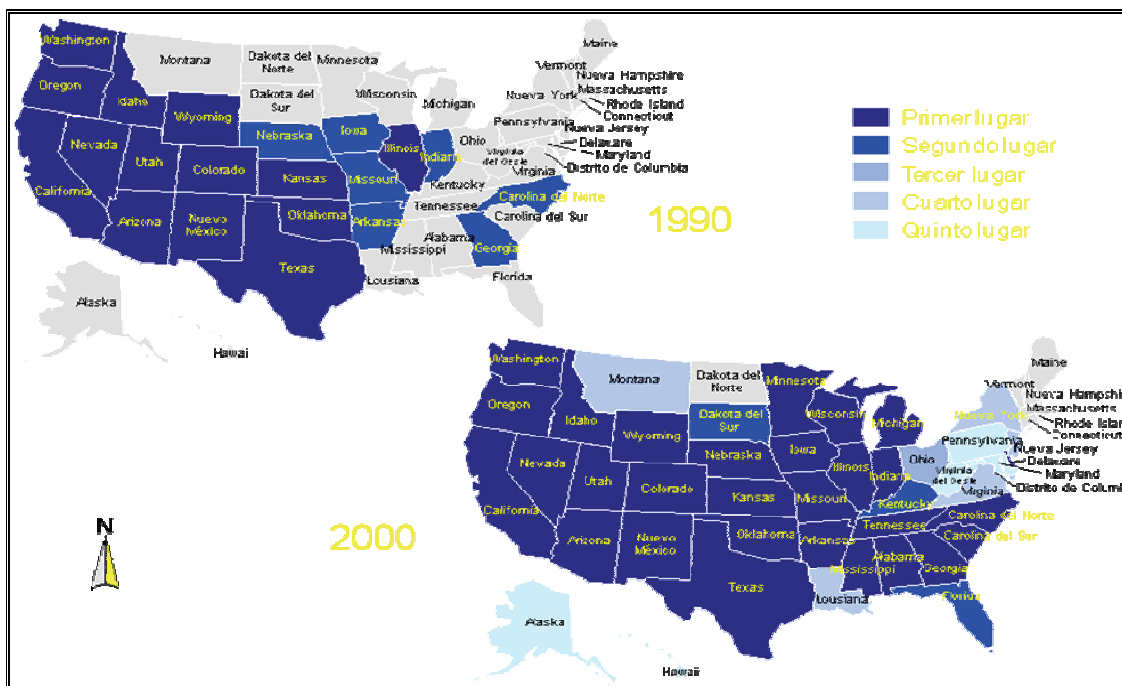 Washington
Montana
Dakota del Norte
Minnesota
Maine
Oregon
Idaho
Wyoming
Dakota del Sur
Wisconsin
Michigan
Vermont
Nueva Hampshire
Massachusetts
Nueva York
Rhode Island
Connecticut
Nevada
Utah
Colorado
Nebraska
Iowa
Illinois
Indiana
Ohio
Pennsylvania
Nueva Jersey
Delaware
Maryland
Distrito de Columbia
Virginia del Oeste
Virginia
California
Kansas
Missouri
Kentucky
Carolina del Norte
Tennessee
Carolina del Sur
Arizona
Nuevo México
Oklahoma
Arkansas
Alabama
Mississippi
Georgia
Texas
Lousiana
Florida
Alaska
Hawai
1990
Primer lugar
Segundo lugar
Tercer lugar
Cuarto lugar
Quinto lugar
N
2000
Washington
Montana
Dakota del Norte
Minnesota
Maine
Oregon
Idaho
Wyoming
Dakota del Sur
Wisconsin
Michigan
Vermont
Nueva Hampshire
Massachusetts
Nueva York
Rhode Islan
Connecticut
Nevada
Utah
Colorado
Nebraska
Iowa
Illinois
Indiana
Ohio
Pennsylvania
Nueva Jersey
Delaware
Maryland
Distrito de Columbi
Virginia del Oeste
Virginia
California
Kansas
Missouri
Kentucky
Carolina del Norte
Tennessee
Carolina del Sur
Arizona
Nuevo México
Oklahoma
Arkansas
Alabama
Mississippi
Georgia
Texas
Lousiana
Florida
Alaska
Hawaii